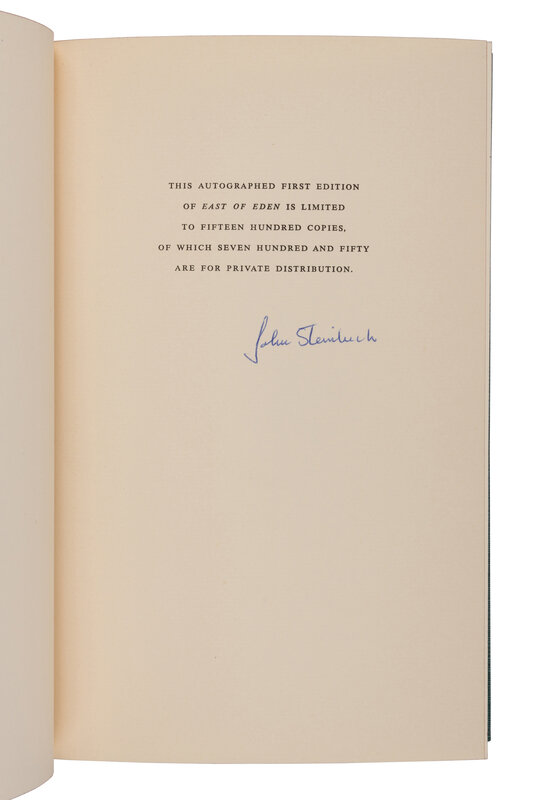 THIS AUTOGRAPHED FIRST EDITION
OF EAST OF EDEN IS LIMITED
TO FIFTEEN HUNDRED COPIES,
OF WHICH SEVEN HUNDRED AND FIFTY
ARE FOR PRIVATE DISTRIBUTION.
John Steinbeck